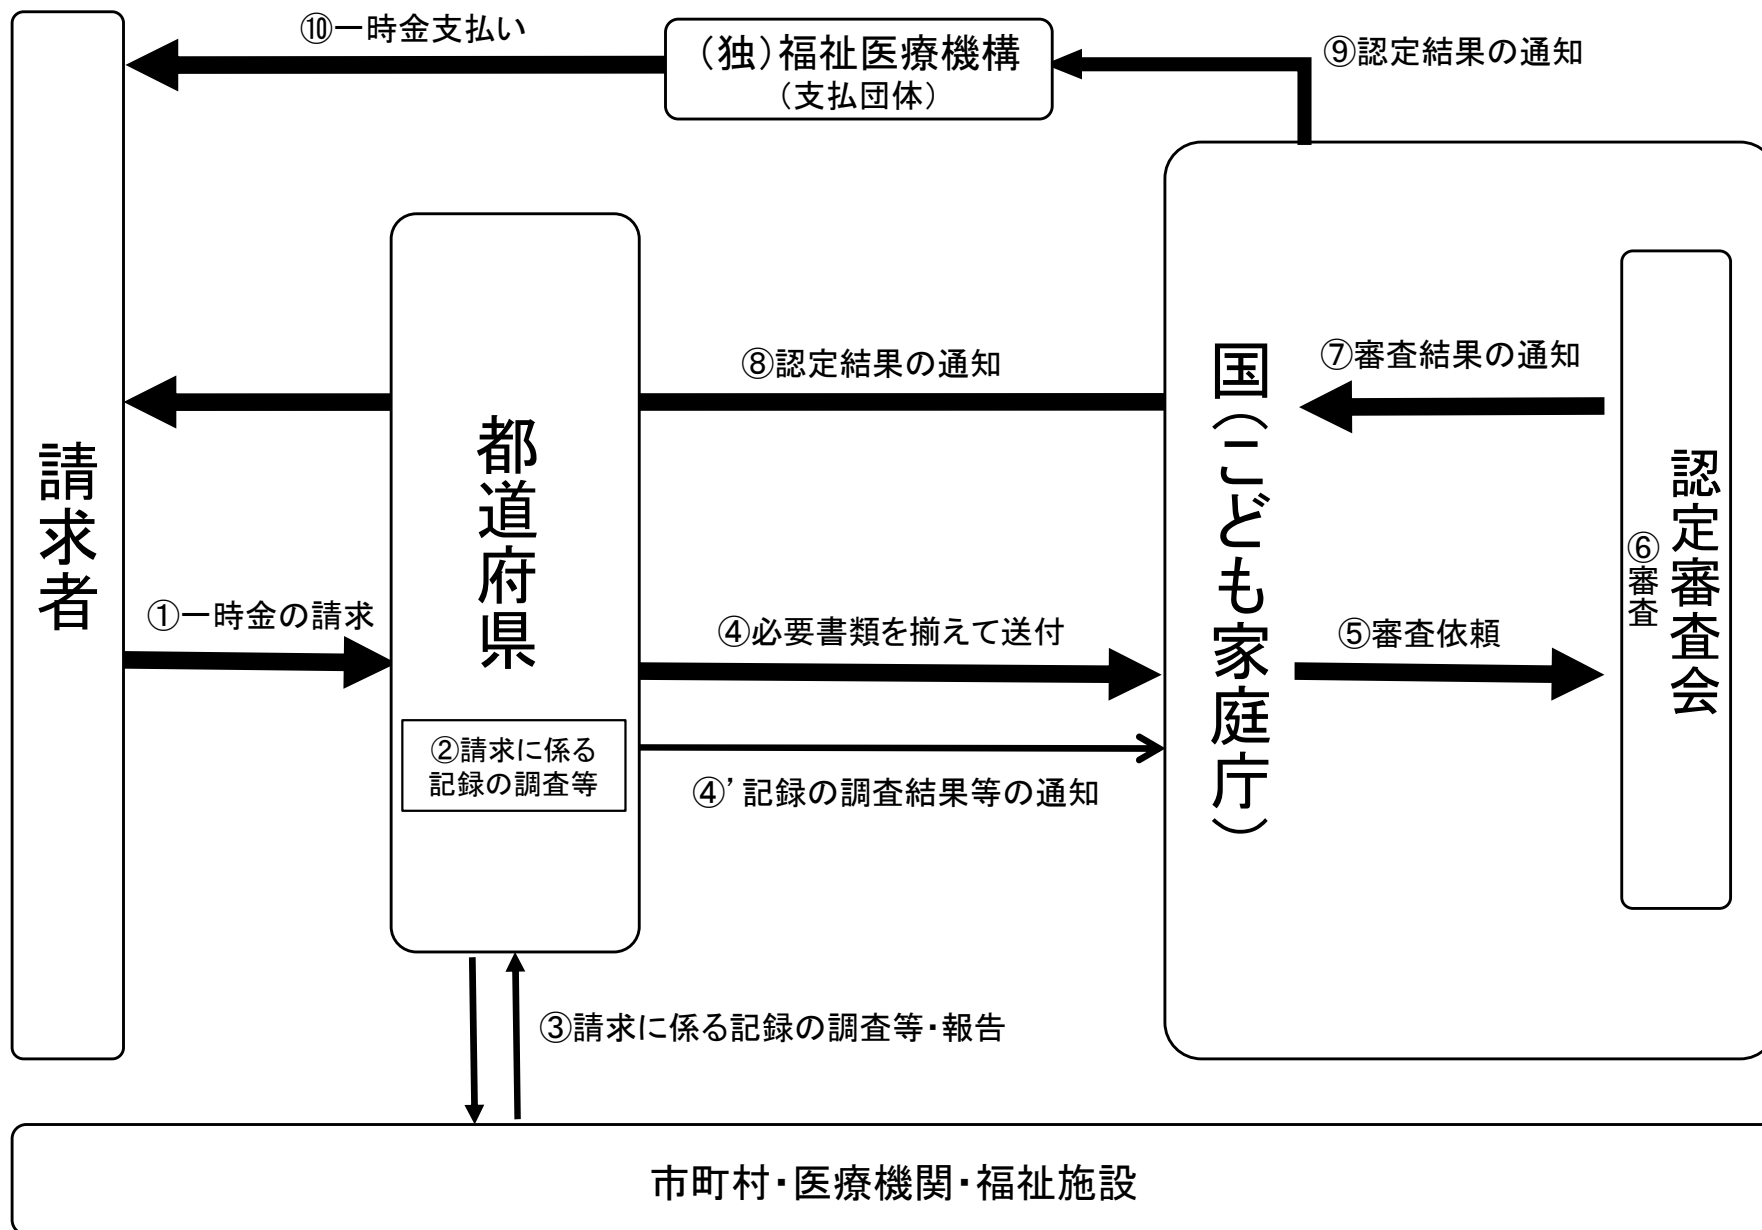 ⑩一時金支払い
（独）福祉医療機構
（支払団体）
⑨認定結果の通知
請求者
都道府県
⑧認定結果の通知
国（こども家庭庁）
⑦審査結果の通知
認定審査会
⑥審査
①一時金の請求
④必要書類を揃えて送付
⑤審査依頼
②請求に係る
記録の調査等
④’記録の調査結果等の通知
③請求に係る記録の調査等・報告
市町村・医療機関・福祉施設